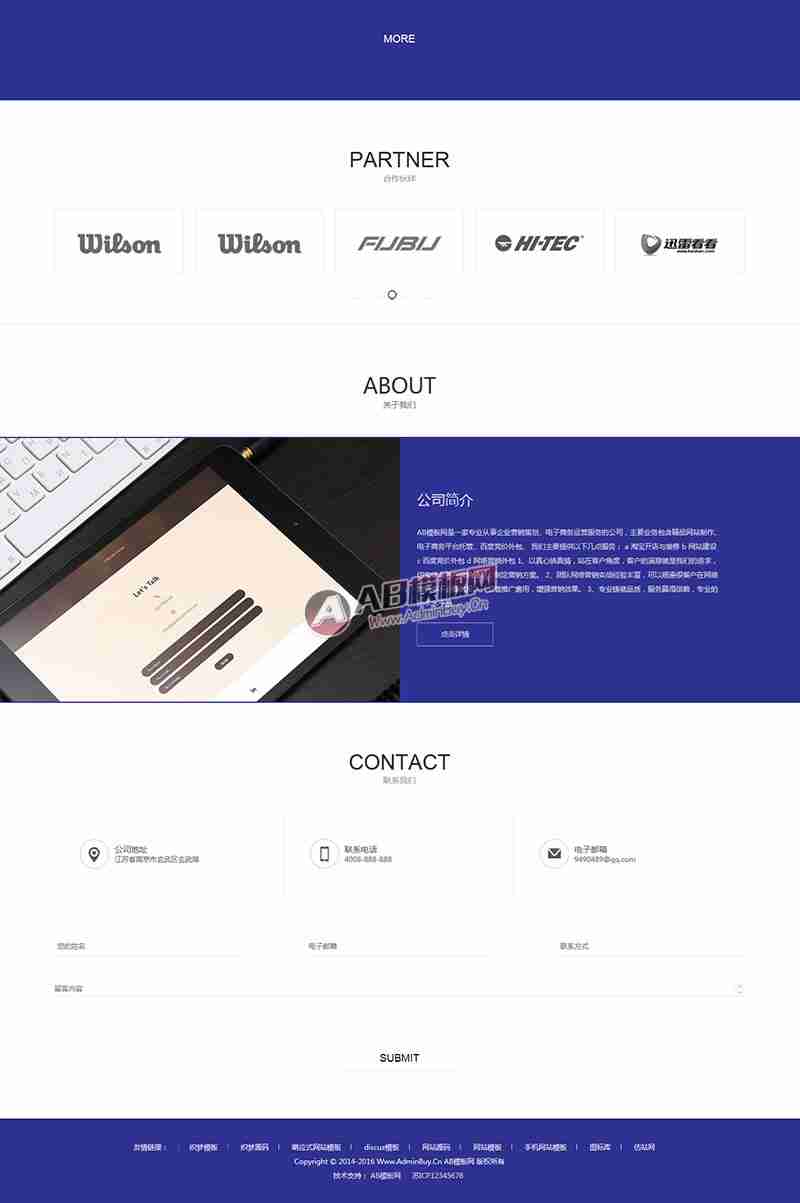 MORE
PARTNER
合作伙伴
Wilson
Wilson
FUBU
HI-TEC
迅雷看看
ABOUT
关于我们
Let's Talk
公司简介
AB模板网是一家专业从事企业营销策划、电子商务运营服务的公司，主要业务包含精品网站制作、
电子商务平台托管、百度竞价外包。 我们主要提供以下几点服务： a 淘宝开店与装修 b 网站建设
c 百度竞价外包 d 网络营销外包 1、以真心换真情，站在客户角度，客户的满意就是我们的追求，
制定营销方案。 2、团队网络营销实战经验丰富，可以根据很客户在网络
推广费用，增强营销效果。 3、专业铸就品质，服务赢得信赖，专业的
AB模板网
Www.AdminBuy.Cn
点击详情
CONTACT
联系我们
公司地址
江苏省南京市玄武区玄武湖
联系电话
4008-888-888
电子邮箱
9490489@qq.com
您的姓名
电子邮箱
联系方式
留言内容
SUBMIT
友情链接： | 织梦模板 | 织梦源码 | 响应式网站模板 | discuz模板 | 网站源码 | 网站模板 | 手机网站模板 | 图标库 | 仿站网
Copyright © 2014-2016 Www.AdminBuy.Cn AB模板网 版权所有
技术支持： AB模板网 苏ICP12345678